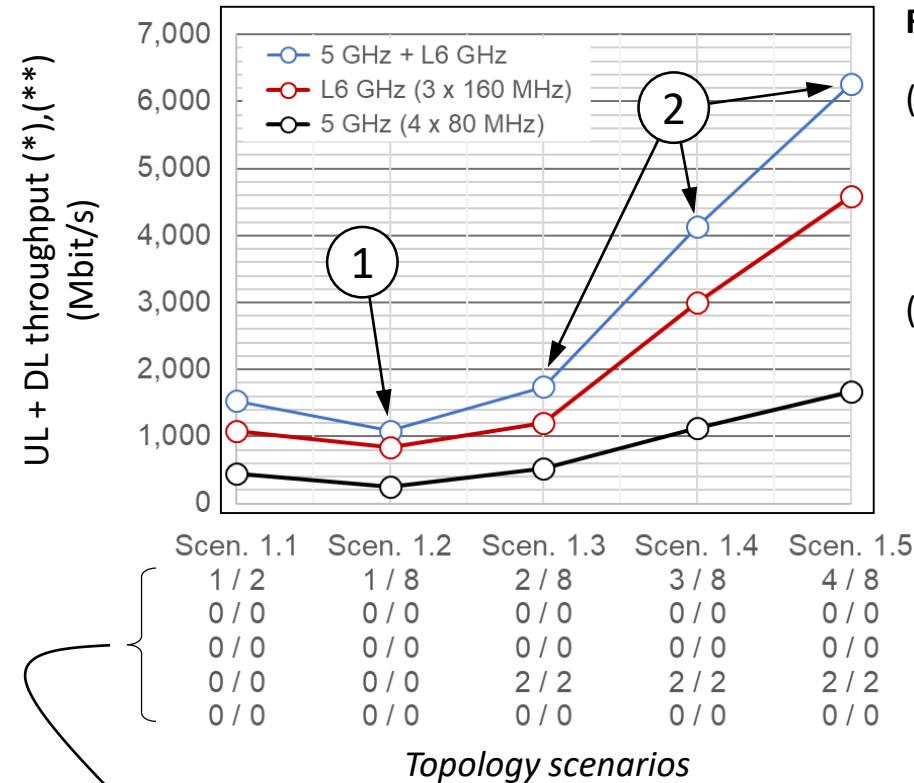 UL + DL throughput (*),(**)
(Mbit/s)
7,000
6,000
5,000
4,000
3,000
2,000
1,000
0
5 GHz + L6 GHz
L6 GHz (3 x 160 MHz)
5 GHz (4 x 80 MHz)
1
2
Scen. 1.1 Scen. 1.2 Scen. 1.3 Scen. 1.4 Scen. 1.5
1 / 2 1 / 8 2 / 8 3 / 8 4 / 8
0 / 0 0 / 0 0 / 0 0 / 0 0 / 0
0 / 0 0 / 0 0 / 0 0 / 0 0 / 0
0 / 0 0 / 0 2 / 2 2 / 2 2 / 2
0 / 0 0 / 0 0 / 0 0 / 0 0 / 0
Topology scenarios
(
(